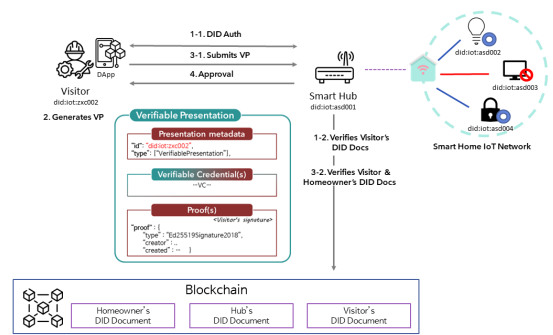 1-1. DID Auth
3-1. Submits VP
4. Approval
DApp
Visitor
did:iot:zxc002
2. Generates VP
Smart Hub
did:iot:asd001
did:iot:asd002
did:iot:asd003
did:iot:asd004
Smart Home IoT Network
1-2. Verifies Visitor's
DID Docs
3-2. Verifies Visitor &
Homeowner's DID Docs
Verifiable Presentation
Presentation metadata
"id": "did:iot:zxc002",
"type": ["VerifiablePresentation"],
Verifiable Credential(s)
--VC--
Proof(s)
<Visitor's signature>
"proof" : {
"type" : "Ed25519Signature2018",
"creator" : ..
"created" : -- }
Blockchain
Homeowner's
DID Document
Hub's
DID Document
Visitor's
DID Document